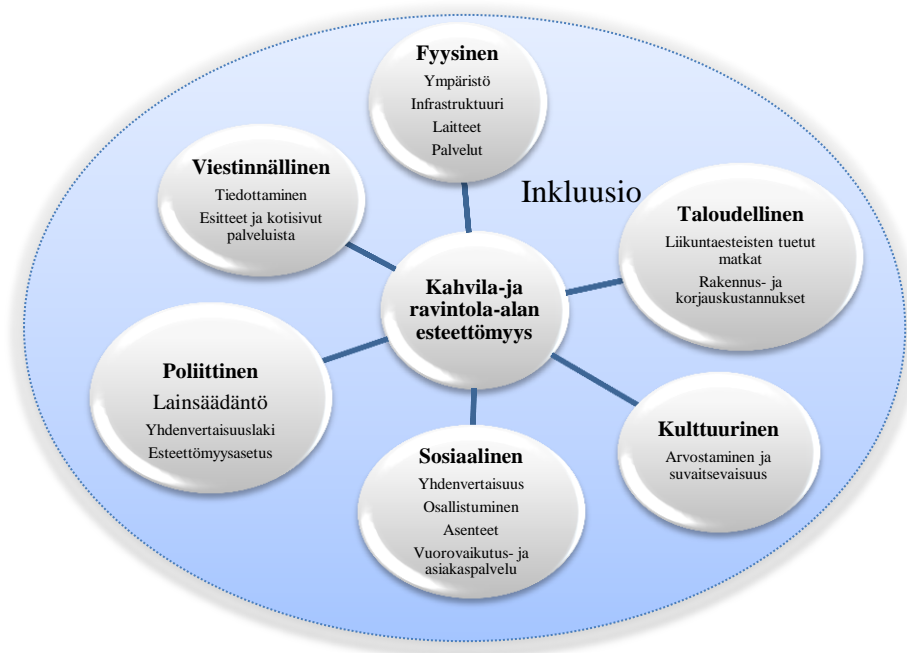 Fyysinen
Ympäristö
Infrastruktuuri
Laitteet
Palvelut
Viestinnällinen
Tiedottaminen
Esitteet ja kotisivut
palveluista
Inkluusio
Taloudellinen
Liikuntaesteisten tuetut
matkat
Rakennus- ja
korjauskustannukset
Kahvila-ja
ravintola-alan
esteettömyys
Poliittinen
Lainsäädäntö
Yhdenvertaisuuslaki
Esteettömyysasetus
Kulttuurinen
Arvostaminen ja
suvaitsevaisuus
Sosiaalinen
Yhdenvertaisuus
Osallistuminen
Asenteet
Vuorovaikutus- ja
asiakaspalvelu